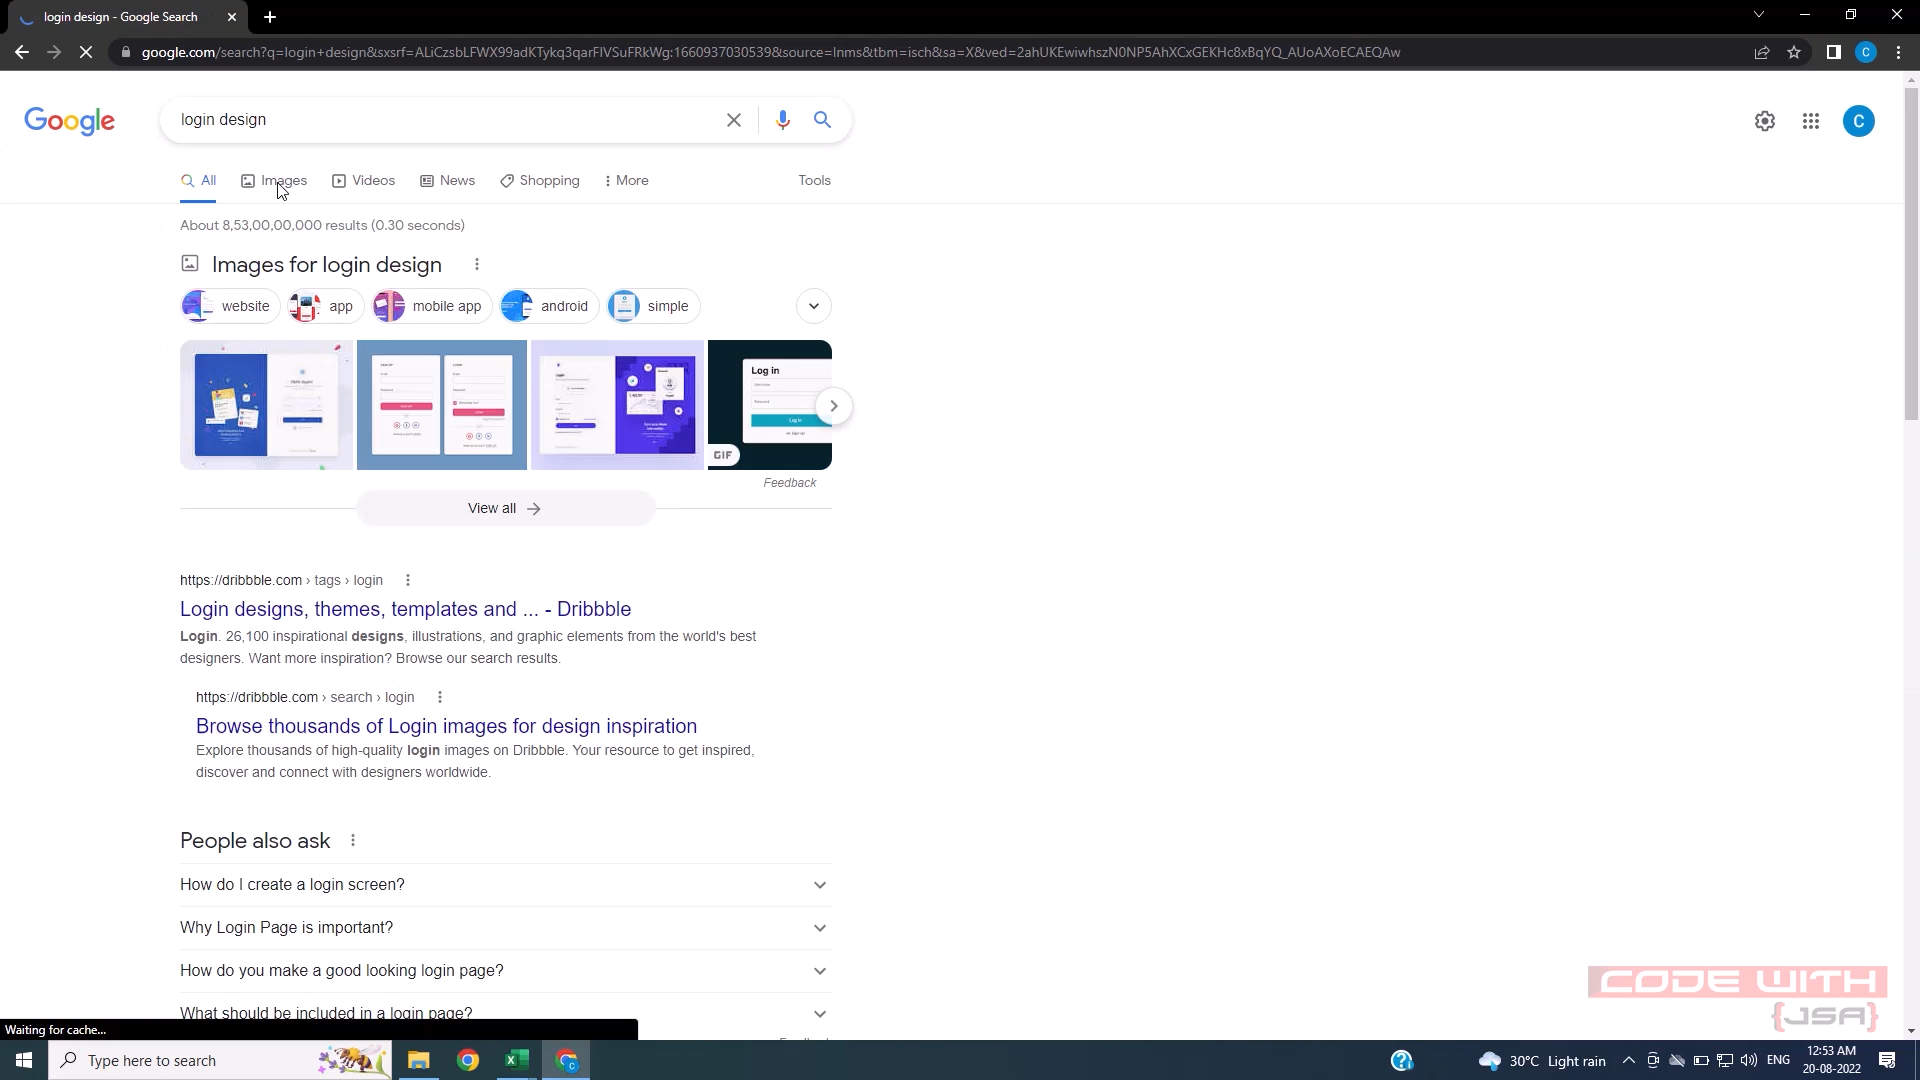 login design - Google Search
google.com/search?q=login+design&sxsrf=ALiCzsbLFWX99adKTykq3qarFIVSuFRkWg:1660937030539&source=lnms&tbm=isch&sa=X&ved=2ahUKEwiwhszN0NP5AhXCxGEKHc8xBqYQ_AUoAXoECAEQAw
C
Google
login design
C
All
Images
Videos
News
Shopping
More
Tools
About 8,53,00,00,000 results (0.30 seconds)
Images for login design
website
app
mobile app
android
simple
Log in
Log in
GIF
Feedback
View all
https://dribbble.com › tags › login
Login designs, themes, templates and ... - Dribbble
Login. 26,100 inspirational designs, illustrations, and graphic elements from the world's best
designers. Want more inspiration? Browse our search results.
https://dribbble.com › search › login
Browse thousands of Login images for design inspiration
Explore thousands of high-quality login images on Dribbble. Your resource to get inspired,
discover and connect with designers worldwide.
People also ask
How do I create a login screen?
Why Login Page is important?
How do you make a good looking login page?
What should be included in a login page?
CODE WITH
{JSA}
Waiting for cache...
Type here to search
30°C Light rain
ENG
12:53 AM
20-08-2022